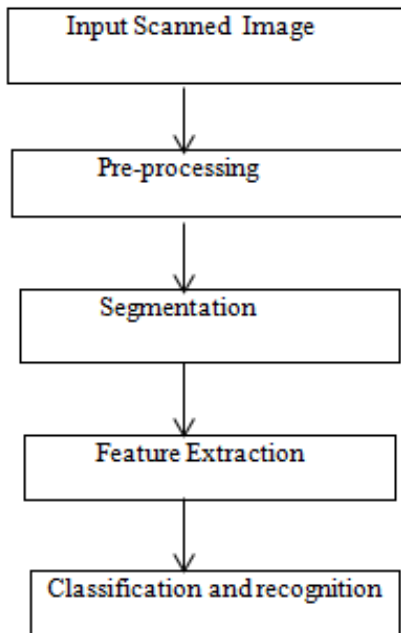 Input Scanned Image
Pre-processing
Segmentation
Feature Extraction
Classification and recognition